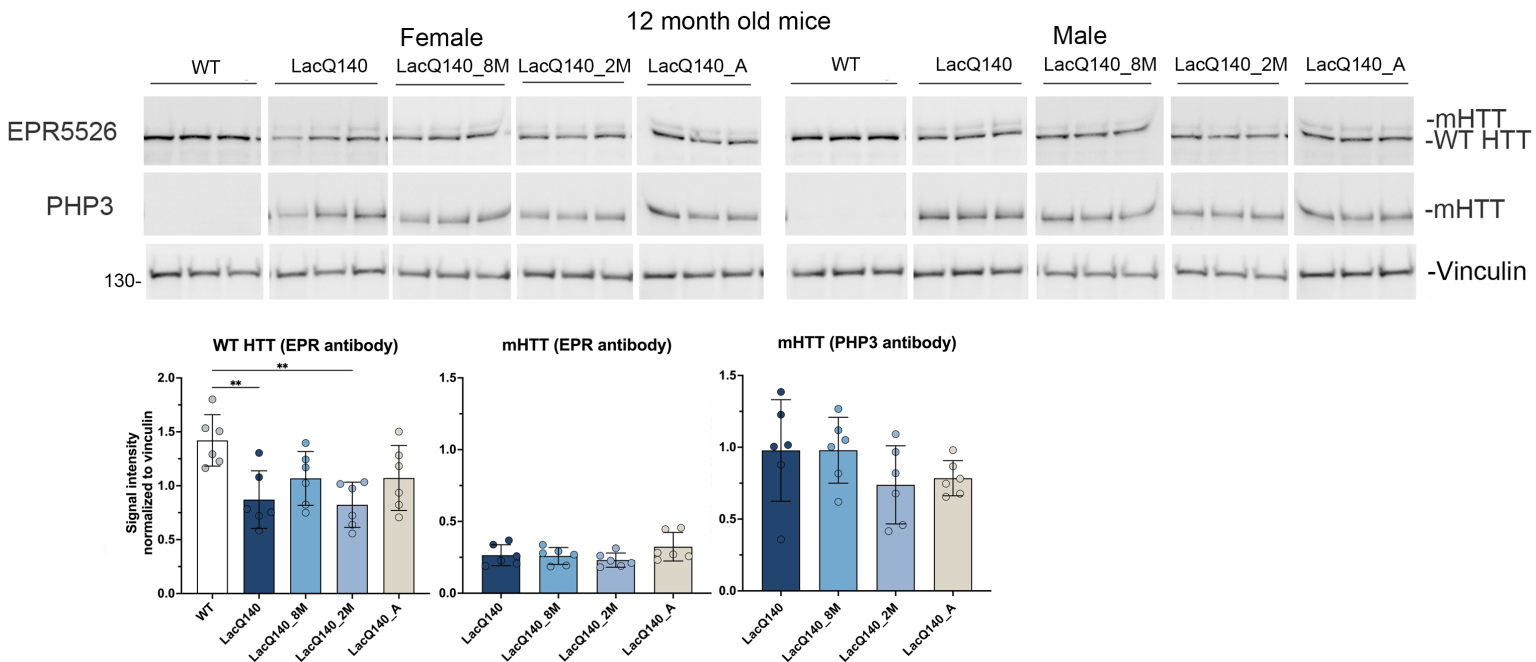 12 month old mice
Female
Male
WT LacQ140 LacQ140_8M LacQ140_2M LacQ140_A WT LacQ140 LacQ140_8M LacQ140_2M LacQ140_A
EPR5526
-mHTT
-WT HTT
PHP3
-mHTT
130-
-Vinculin
WT HTT (EPR antibody)
Signal intensity
normalized to vinculin
2.0
1.5
1.0
0.5
0.0
**
**
WT
LacQ140
LacQ140_8M
LacQ140_2M
LacQ140_A
mHTT (EPR antibody)
1.5
1.0
0.5
0.0
LacQ140
LacQ140_8M
LacQ140_2M
LacQ140_A
mHTT (PHP3 antibody)
1.5
1.0
0.5
0.0
LacQ140
LacQ140_8M
LacQ140_2M
LacQ140_A